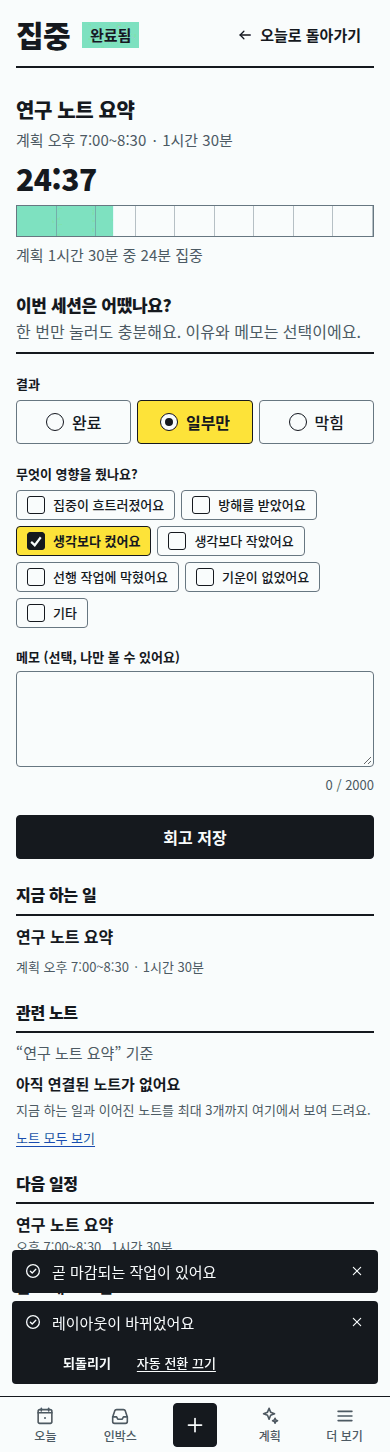 집중 완료됨 ← 오늘로 돌아가기
연구 노트 요약
계획 오후 7:00~8:30 · 1시간 30분
24:37
계획 1시간 30분 중 24분 집중
이번 세션은 어땠나요?
한 번만 눌러도 충분해요. 이유와 메모는 선택이에요.
결과
완료 일부만 막힘
무엇이 영향을 줬나요?
집중이 흐트러졌어요 방해를 받았어요
생각보다 컸어요 생각보다 작았어요
선행 작업에 막혔어요 기운이 없었어요
기타
메모 (선택, 나만 볼 수 있어요)
0 / 2000
회고 저장
지금 하는 일
연구 노트 요약
계획 오후 7:00~8:30 · 1시간 30분
관련 노트
“연구 노트 요약” 기준
아직 연결된 노트가 없어요
지금 하는 일과 이어진 노트를 최대 3개까지 여기에서 보여 드려요.
노트 모두 보기
다음 일정
연구 노트 요약
오후 7:00~8:30 1시간 30분
곧 마감되는 작업이 있어요
레이아웃이 바뀌었어요
되돌리기 자동 전환 끄기
오늘 인박스 계획 더 보기